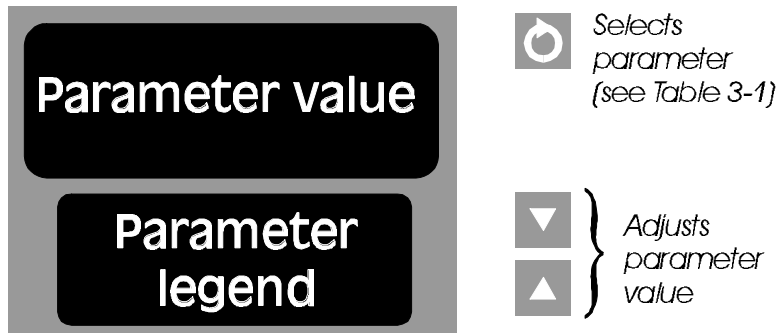 Parameter value
Parameter
legend
Selects
parameter
(see Table 3-1)
Adjusts
parameter
value